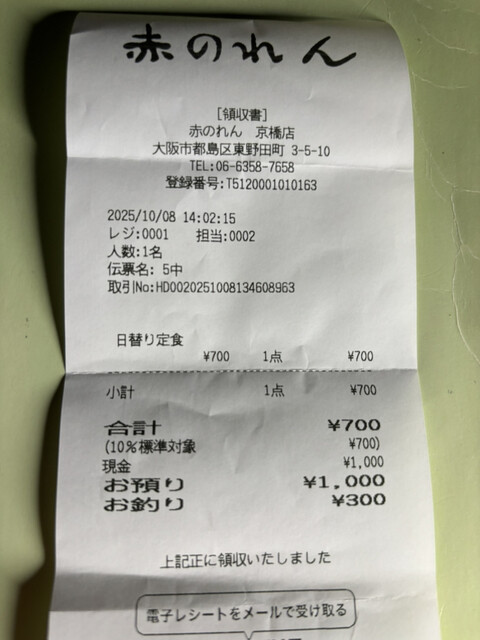 赤のれん
[領収書]
赤のれん 京橋店
大阪市都島区東野田町 3-5-10
TEL:06-6358-7658
登録番号:T5120001010163
2025/10/08 14:02:15
レジ:0001 担当:0002
人数:1名
伝票名: 5中
取引No:HD0020251008134608963
日替り定食
¥700 1点 ¥700
小計 1点 ¥700
合計 ¥700
(10%標準対象 ¥700)
現金 ¥1,000
お預り ¥1,000
お釣り ¥300
上記正に領収いたしました
電子レシートをメールで受け取る